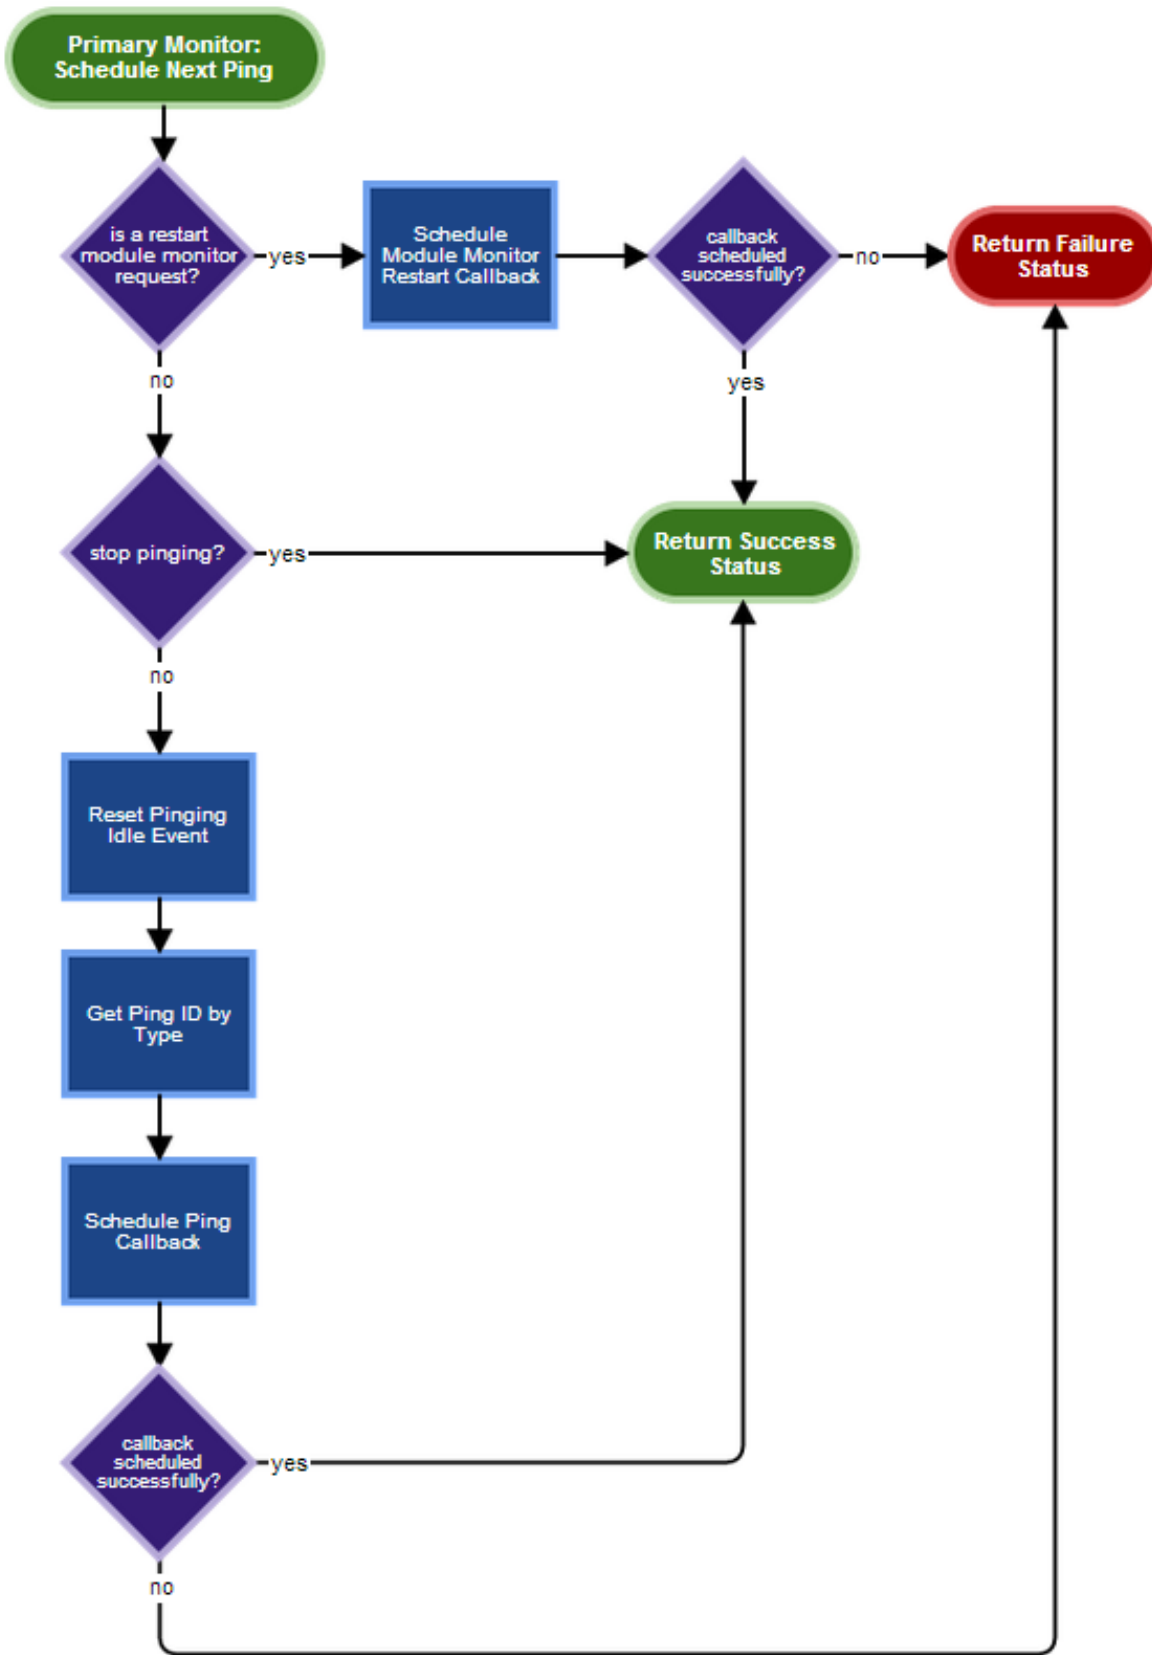 Primary Monitor:
Schedule Next Ping
is a restart
module monitor
request?
yes
Schedule
Module Monitor
Restart Callback
callback
scheduled
successfully?
no
Return Failure
Status
no
yes
stop pinging?
yes
Return Success
Status
no
Reset Pinging
Idle Event
Get Ping ID by
Type
Schedule Ping
Callback
callback
scheduled
successfully?
yes
no